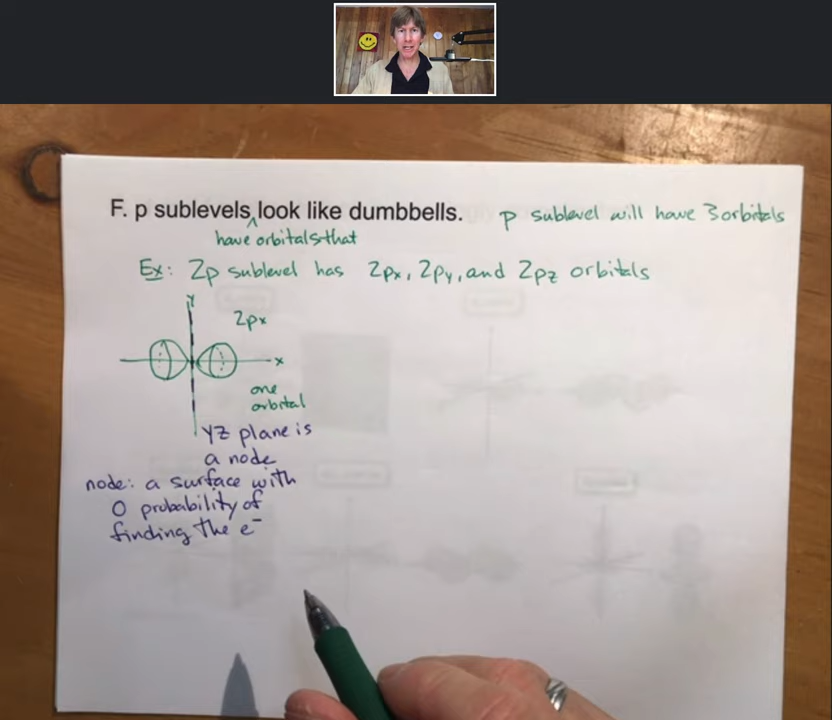 F. p sublevels look like dumbbells. p sublevel will have 3 orbitals
^
have orbitals that
Ex: 2p sublevel has 2px, 2py, and 2pz orbitals
Y
2px
x
one
orbital
YZ plane is
a node
node: a surface with
0 probability of
finding the e⁻